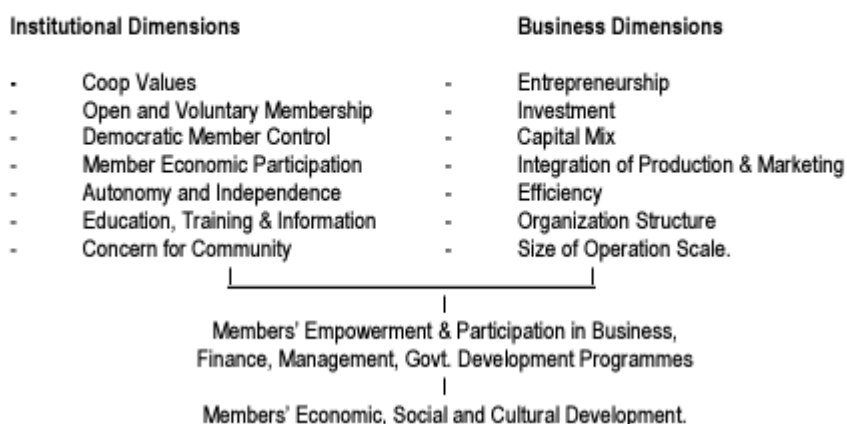 Institutional Dimensions Business Dimensions
- Coop Values - Entrepreneurship
- Open and Voluntary Membership - Investment
- Democratic Member Control - Capital Mix
- Member Economic Participation - Integration of Production & Marketing
- Autonomy and Independence - Efficiency
- Education, Training & Information - Organization Structure
- Concern for Community - Size of Operation Scale.
Members' Empowerment & Participation in Business,
Finance, Management, Govt. Development Programmes
Members' Economic, Social and Cultural Development.